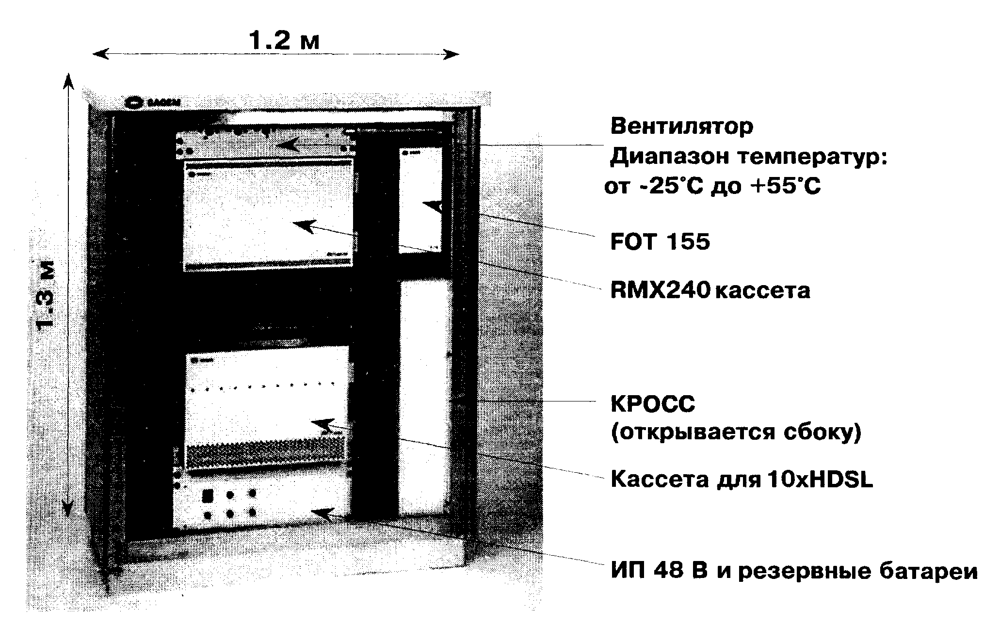 1.2 м
1.3 м
SAGEM
Вентилятор
Диапазон температур:
от -25°C до +55°C
FOT 155
RMX240 кассета
КРОСС
(открывается сбоку)
Кассета для 10xHDSL
ИП 48 В и резервные батареи